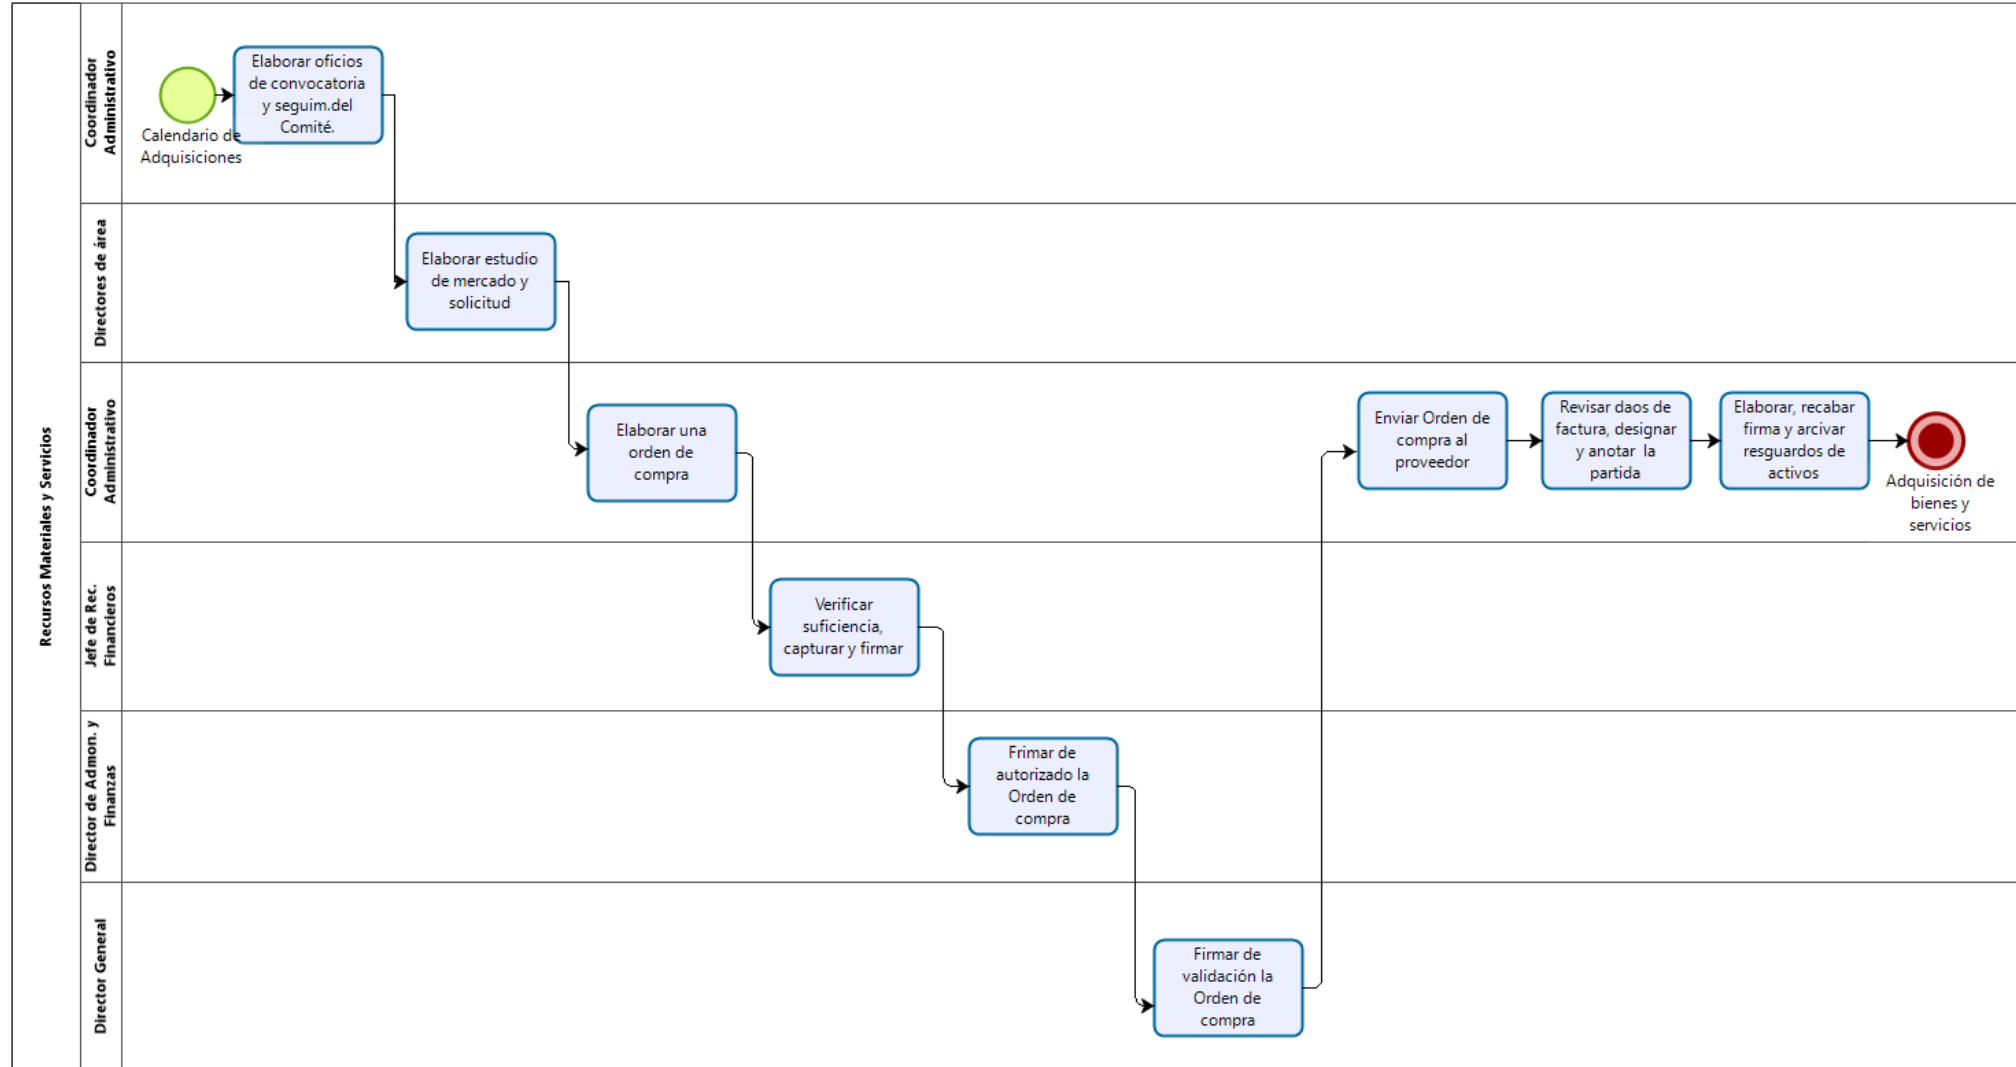 Recursos Materiales y Servicios
Coordinador
Administrativo
Calendario de
Adquisiciones
Elaborar oficios
de convocatoria
y seguim.del
Comité.
Directores de área
Elaborar estudio
de mercado y
solicitud
Coordinador
Administrativo
Elaborar una
orden de
compra
Enviar Orden de
compra al
proveedor
Revisar daos de
factura, designar
y anotar la
partida
Elaborar, recabar
firma y arcivar
resguardos de
activos
Adquisición de
bienes y
servicios
Jefe de Rec.
Financieros
Verificar
suficiencia,
capturar y firmar
Director de Admon. y
Finanzas
Frimar de
autorizado la
Orden de
compra
Director General
Firmar de
validación la
Orden de
compra